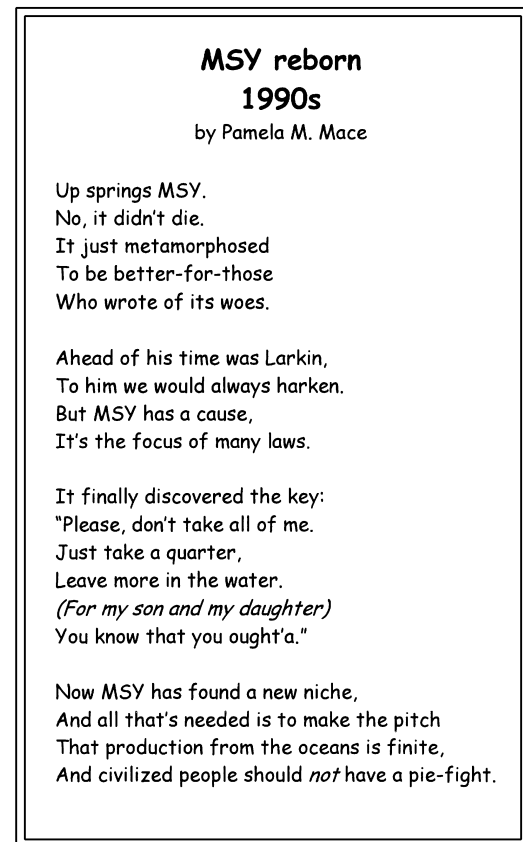 MSY reborn
1990s
by Pamela M. Mace
Up springs MSY.
No, it didn't die.
It just metamorphosed
To be better-for-those
Who wrote of its woes.
Ahead of his time was Larkin,
To him we would always harken.
But MSY has a cause,
It's the focus of many laws.
It finally discovered the key:
"Please, don't take all of me.
Just take a quarter,
Leave more in the water.
(For my son and my daughter)
You know that you ought'a."
Now MSY has found a new niche,
And all that's needed is to make the pitch
That production from the oceans is finite,
And civilized people should not have a pie-fight.